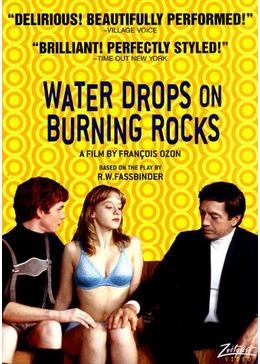 "DELIRIOUS! BEAUTIFULLY PERFORMED!"
–VILLAGE VOICE
"BRILLIANT! PERFECTLY STYLED!"
–TIME OUT NEW YORK
WATER DROPS ON
BURNING ROCKS
A FILM BY FRANÇOIS OZON
BASED ON THE PLAY BY
R.W.FASSBINDER
Zeitgeist
VIDEO